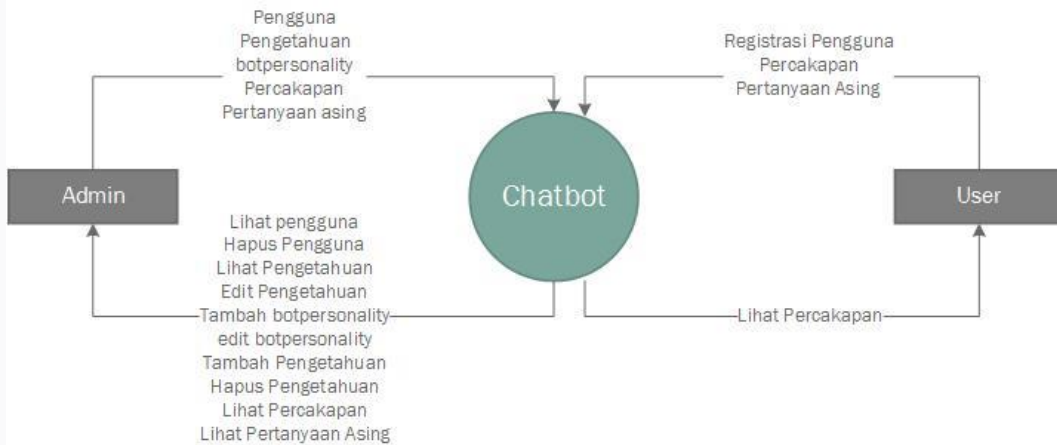 Pengguna
Pengetahuan
botpersonality
Percakapan
Pertanyaan asing
Registrasi Pengguna
Percakapan
Pertanyaan Asing
Admin
Chatbot
User
Lihat pengguna
Hapus Pengguna
Lihat Pengetahuan
Edit Pengetahuan
Tambah botpersonality
edit botpersonality
Tambah Pengetahuan
Hapus Pengetahuan
Lihat Percakapan
Lihat Pertanyaan Asing
Lihat Percakapan